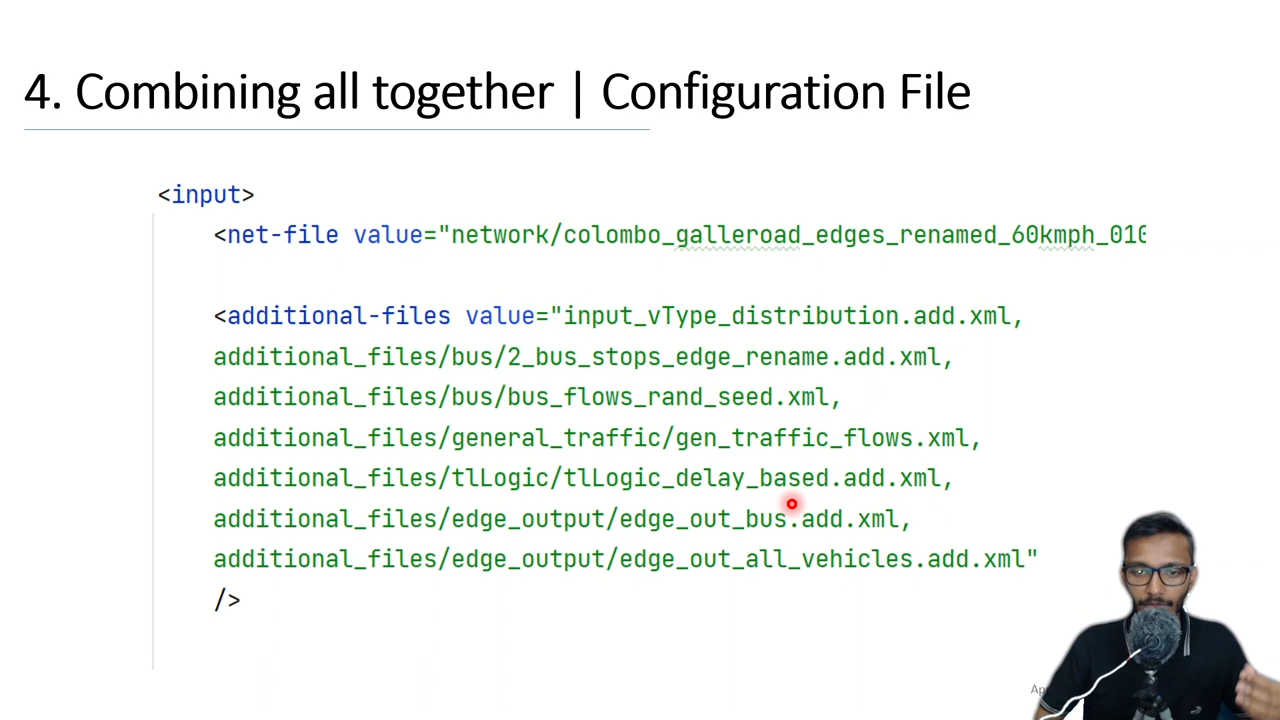 4. Combining all together | Configuration File
<input>
<net-file value="network/colombo_galleroad_edges_renamed_60kmph_010
<additional-files value="input_vType_distribution.add.xml,
additional_files/bus/2_bus_stops_edge_rename.add.xml,
additional_files/bus/bus_flows_rand_seed.xml,
additional_files/general_traffic/gen_traffic_flows.xml,
additional_files/tlLogic/tlLogic_delay_based.add.xml,
additional_files/edge_output/edge_out_bus.add.xml,
additional_files/edge_output/edge_out_all_vehicles.add.xml"
/>